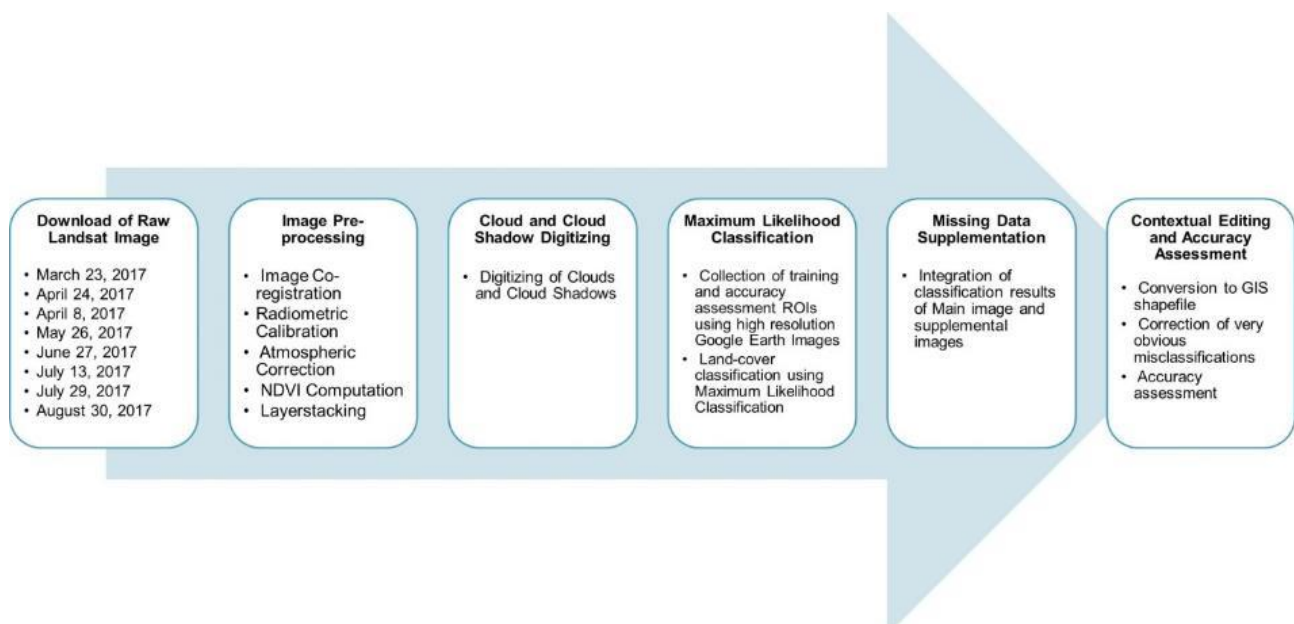 Download of Raw
Landsat Image
• March 23, 2017
• April 24, 2017
• April 8, 2017
• May 26, 2017
• June 27, 2017
• July 13, 2017
• July 29, 2017
• August 30, 2017
Image Pre-
processing
• Image Co-
registration
• Radiometric
Calibration
• Atmospheric
Correction
• NDVI Computation
• Layerstacking
Cloud and Cloud
Shadow Digitizing
• Digitizing of Clouds
and Cloud Shadows
Maximum Likelihood
Classification
• Collection of training
and accuracy
assessment ROIs
using high resolution
Google Earth Images
• Land-cover
classification using
Maximum Likelihood
Classification
Missing Data
Supplementation
• Integration of
classification results
of Main image and
supplemental
images
Contextual Editing
and Accuracy
Assessment
• Conversion to GIS
shapefile
• Correction of very
obvious
misclassifications
• Accuracy
assessment